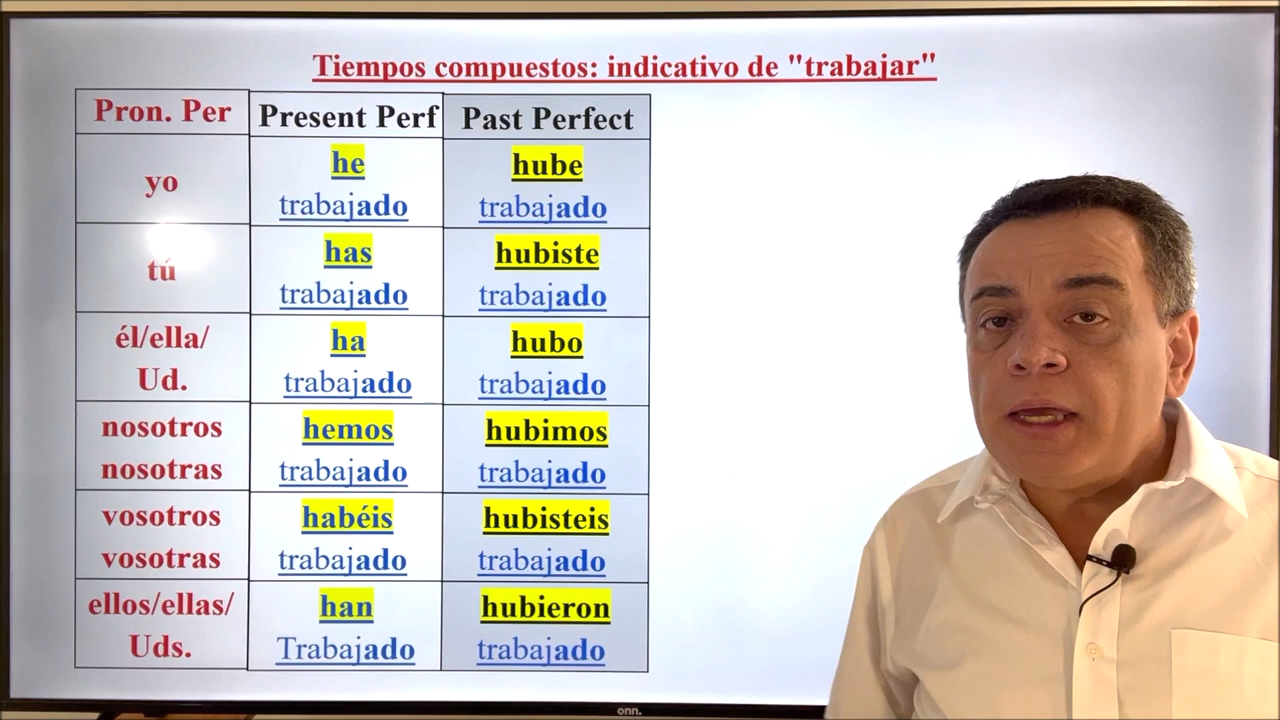 Tiempos compuestos: indicativo de "trabajar"
Pron. Per Present Perf Past Perfect
yo he trabajado hube trabajado
tú has trabajado hubiste trabajado
él/ella/ Ud. ha trabajado hubo trabajado
nosotros nosotras hemos trabajado hubimos trabajado
vosotros vosotras habéis trabajado hubisteis trabajado
ellos/ellas/ Uds. han Trabajado hubieron trabajado
onn.